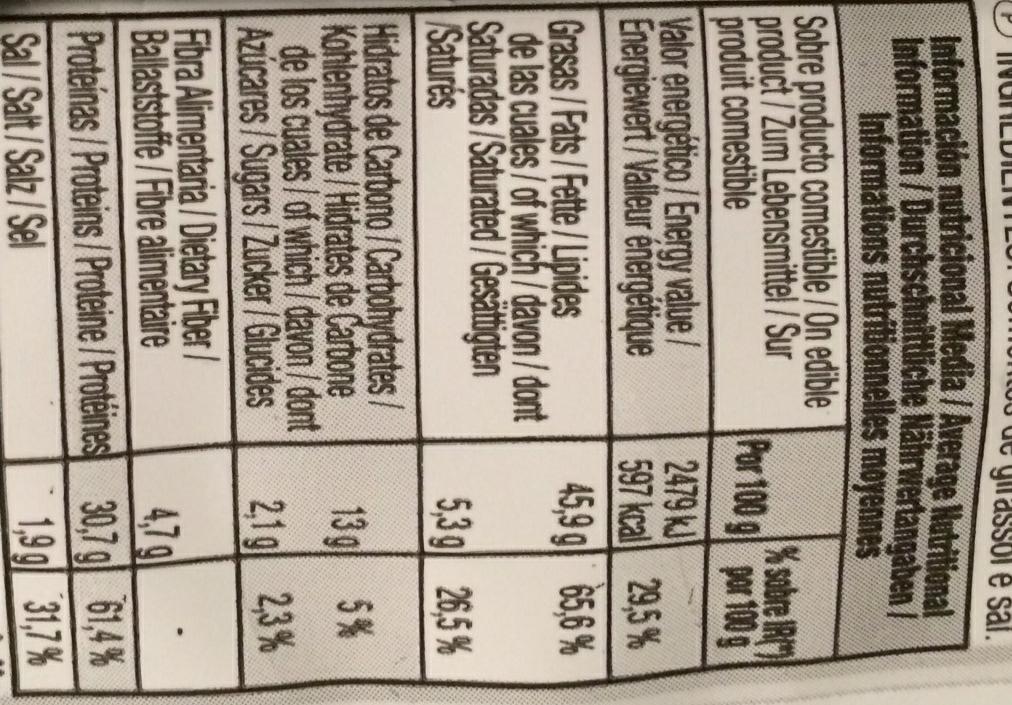 P INGREDIENTES: Sementes de girassol e sal.
Información nutricional Media / Average Nutritional
Information / Durchschnittliche Nährwertangaben /
Informations nutritionnelles moyennes
Sobre producto comestible / On edible
product / Zum Lebensmittel / Sur
produit comestible
Por 100 g
% sobre IR(*)
por 100 g
Valor energético / Energy value /
Energiewert / Valleur énergétique
2479 kJ
597 kcal
29,5 %
Grasas / Fats / Fette / Lipides
45,9 g
65,6 %
de las cuales / of which / davon / dont
Saturadas / Saturated / Gesättigten
/Saturés
5,3 g
26,5 %
Hidratos de Carbono / Carbohydrates /
Kohlenhydrate / Hidrates de Carbone
13 g
5 %
de los cuales / of which / davon / dont
Azúcares / Sugars / Zucker / Glucides
2,1 g
2,3 %
Fibra Alimentaria / Dietary Fiber /
Ballaststoffe / Fibre alimentaire
4,7 g
-
Proteínas / Proteins / Proteine / Protéines
30,7 g
61,4 %
Sal / Salt / Salz / Sel
1,9 g
31,7 %